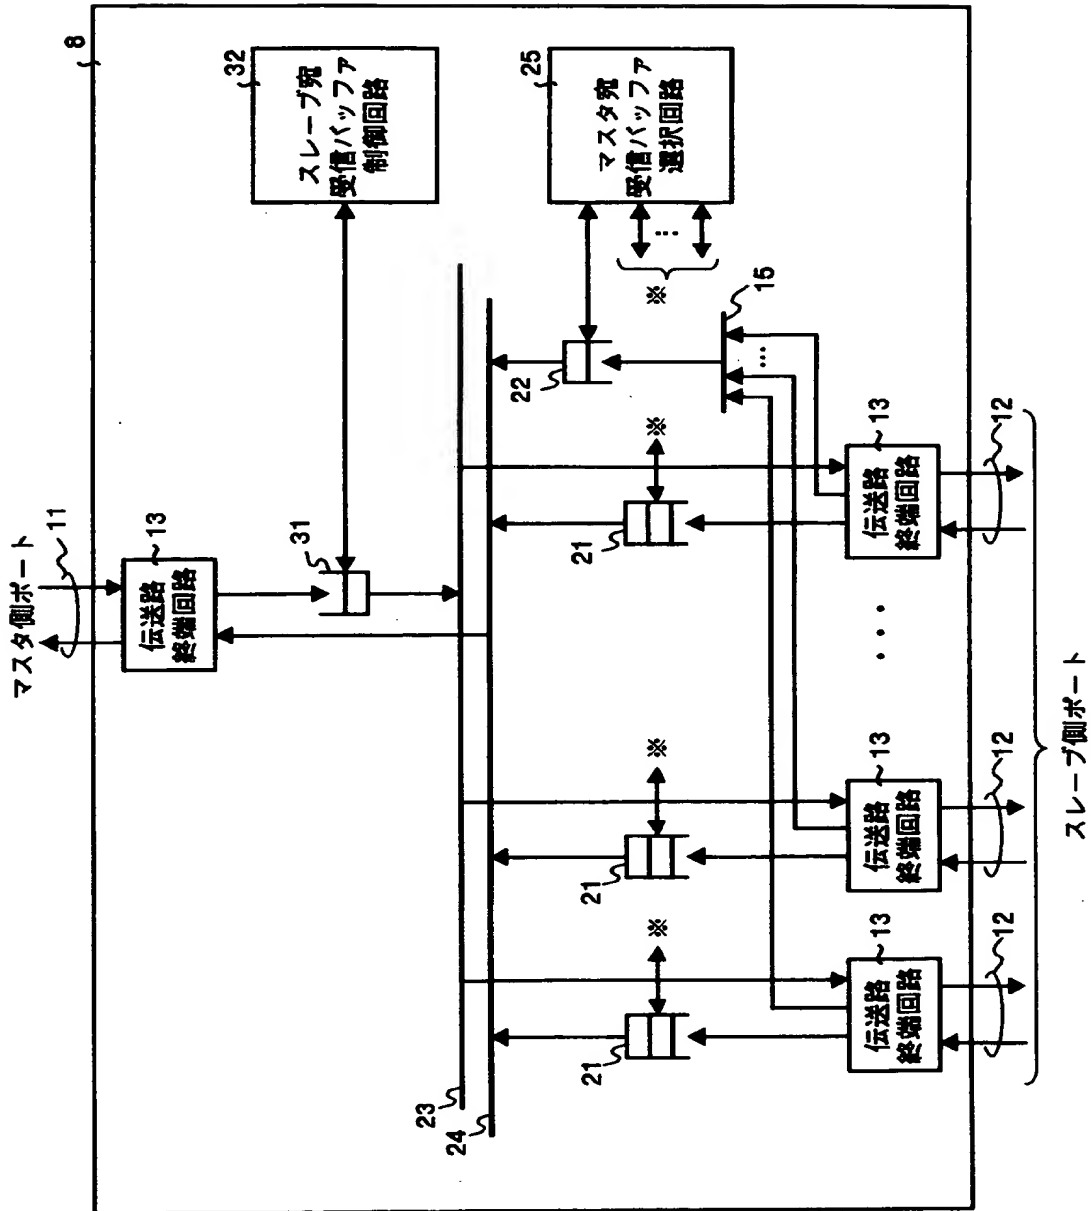 8
マスタ側ポート
11
13
伝送路
終端回路
31
32
スレーブ宛
受信バッファ
制御回路
25
マスタ宛
受信バッファ
選択回路
※
...
23
24
22
15
...
21
※
21
※
21
※
13
伝送路
終端回路
13
伝送路
終端回路
....
13
伝送路
終端回路
12
12
12
スレーブ側ポート